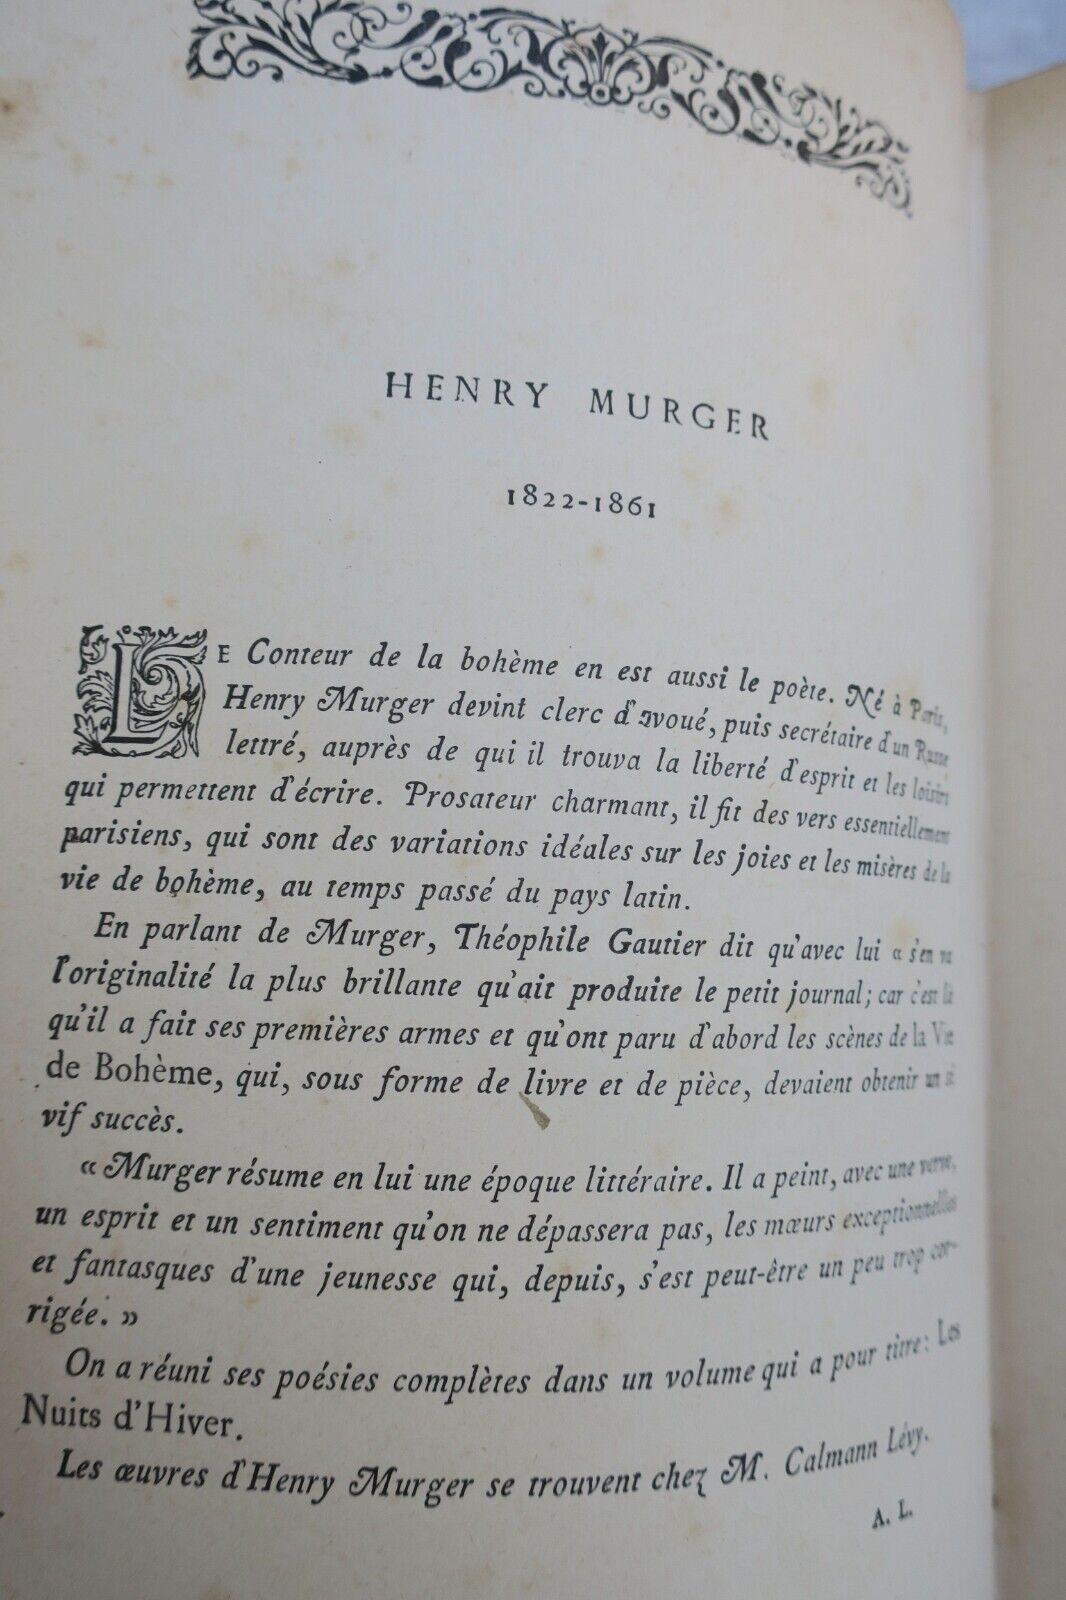 HENRY MURGER
1822-1861
LE Conteur de la bohème en est aussi le poète. Né à Paris,
Henry Murger devint clerc d'avoué, puis secrétaire d'un Russe
lettré, auprès de qui il trouva la liberté d'esprit et les loisirs
qui permettent d'écrire. Prosateur charmant, il fit des vers essentiellement
parisiens, qui sont des variations idéales sur les joies et les misères de la
vie de bohème, au temps passé du pays latin.
En parlant de Murger, Théophile Gautier dit qu'avec lui « s'en va
l'originalité la plus brillante qu'ait produite le petit journal; car c'est là
qu'il a fait ses premières armes et qu'ont paru d'abord les scènes de la Vie
de Bohème, qui, sous forme de livre et de pièce, devaient obtenir un si
vif succès.
« Murger résume en lui une époque littéraire. Il a peint, avec une verve,
un esprit et un sentiment qu'on ne dépassera pas, les mœurs exceptionnelles
et fantasques d'une jeunesse qui, depuis, s'est peut-être un peu trop cor-
rigée. »
On a réuni ses poésies complètes dans un volume qui a pour titre: Les
Nuits d'Hiver.
Les œuvres d'Henry Murger se trouvent chez M. Calmann Lévy.
A. L.